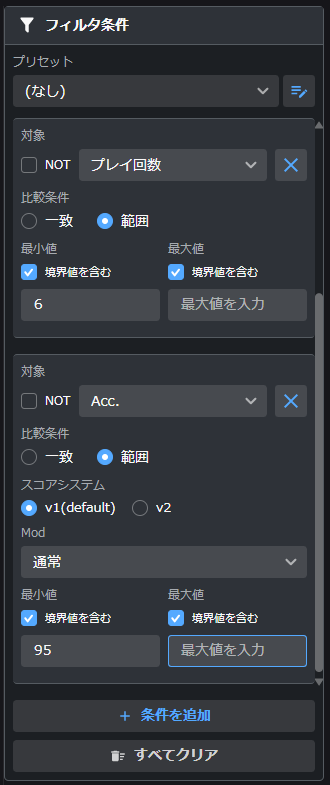 フィルタ条件
プリセット
(なし)
対象
NOT プレイ回数
比較条件
一致 範囲
最小値 最大値
境界値を含む 境界値を含む
6 最大値を入力
対象
NOT Acc.
比較条件
一致 範囲
スコアシステム
v1(default) v2
Mod
通常
最小値 最大値
境界値を含む 境界値を含む
95 最大値を入力
+ 条件を追加
すべてクリア